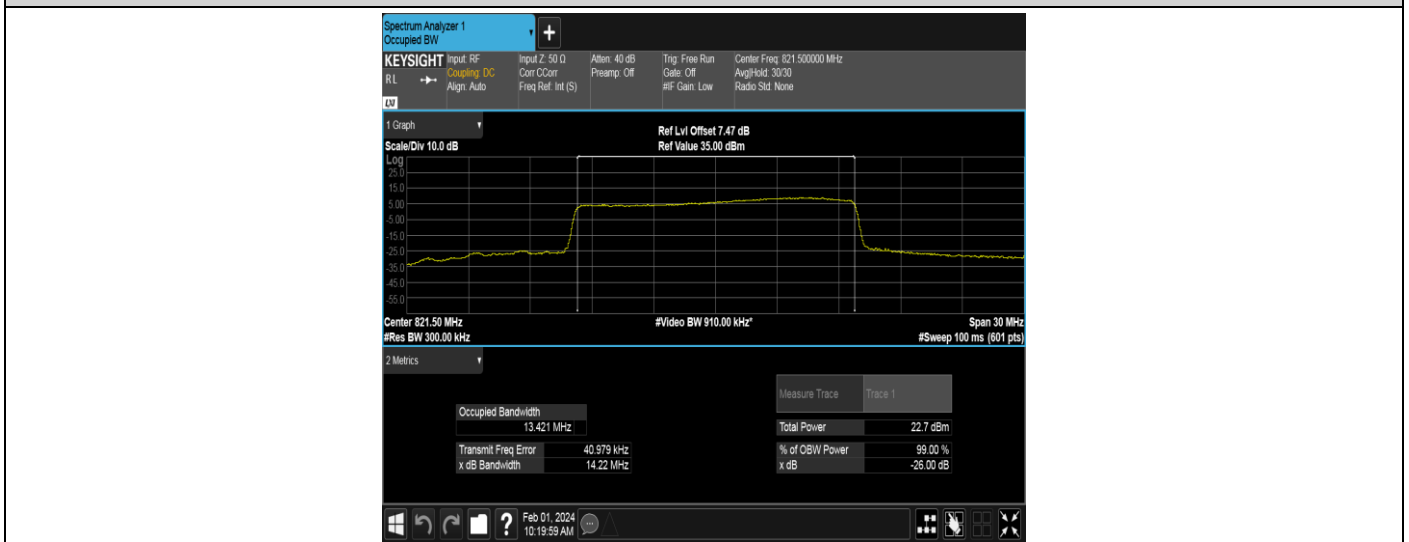 Spectrum Analyzer 1
Occupied BW
+
KEYSIGHT
RL
LXI
Input: RF
Coupling: DC
Align: Auto
Input Z: 50 Ω
Corr CCorr
Freq Ref: Int (S)
Atten: 40 dB
Preamp: Off
Trig: Free Run
Gate: Off
#IF Gain: Low
Center Freq: 821.500000 MHz
Avg|Hold: 30/30
Radio Std: None
1 Graph
Scale/Div 10.0 dB
Ref Lvl Offset 7.47 dB
Ref Value 35.00 dBm
Log
25.0
15.0
5.00
-5.00
-15.0
-25.0
-35.0
-45.0
-55.0
Center 821.50 MHz
#Res BW 300.00 kHz
#Video BW 910.00 kHz*
Span 30 MHz
#Sweep 100 ms (601 pts)
2 Metrics
Measure Trace Trace 1
Occupied Bandwidth
13.421 MHz
Total Power 22.7 dBm
Transmit Freq Error 40.979 kHz
% of OBW Power 99.00 %
x dB Bandwidth 14.22 MHz
x dB -26.00 dB
?
Feb 01, 2024
10:19:59 AM